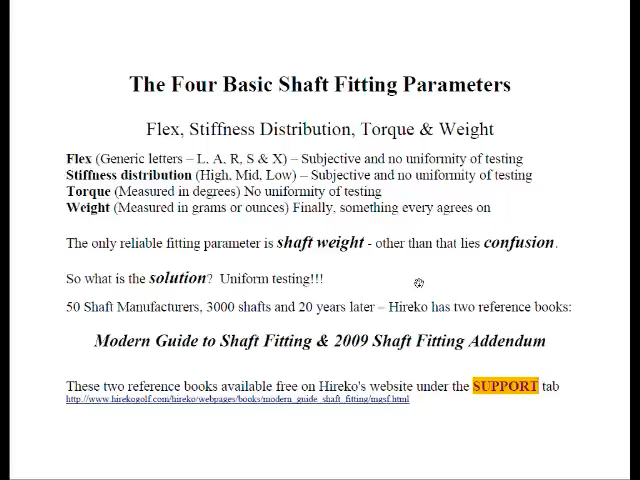 The Four Basic Shaft Fitting Parameters
Flex, Stiffness Distribution, Torque & Weight
Flex (Generic letters – L, A, R, S & X) – Subjective and no uniformity of testing
Stiffness distribution (High, Mid, Low) – Subjective and no uniformity of testing
Torque (Measured in degrees) No uniformity of testing
Weight (Measured in grams or ounces) Finally, something every agrees on
The only reliable fitting parameter is shaft weight - other than that lies confusion.
So what is the solution? Uniform testing!!!
50 Shaft Manufacturers, 3000 shafts and 20 years later – Hireko has two reference books:
Modern Guide to Shaft Fitting & 2009 Shaft Fitting Addendum
These two reference books available free on Hireko's website under the SUPPORT tab
http://www.hirekogolf.com/hireko/webpages/books/modern_guide_shaft_fitting/mgsf.html